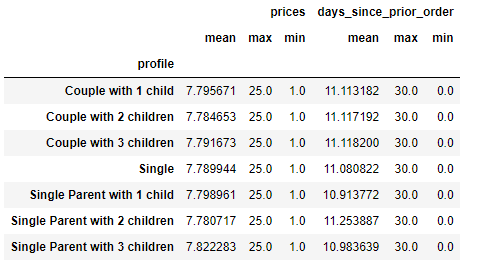 prices days_since_prior_order
mean max min mean max min
profile
Couple with 1 child 7.795671 25.0 1.0 11.113182 30.0 0.0
Couple with 2 children 7.784653 25.0 1.0 11.117192 30.0 0.0
Couple with 3 children 7.791673 25.0 1.0 11.118200 30.0 0.0
Single 7.789944 25.0 1.0 11.080822 30.0 0.0
Single Parent with 1 child 7.798961 25.0 1.0 10.913772 30.0 0.0
Single Parent with 2 children 7.780717 25.0 1.0 11.253887 30.0 0.0
Single Parent with 3 children 7.822283 25.0 1.0 10.983639 30.0 0.0